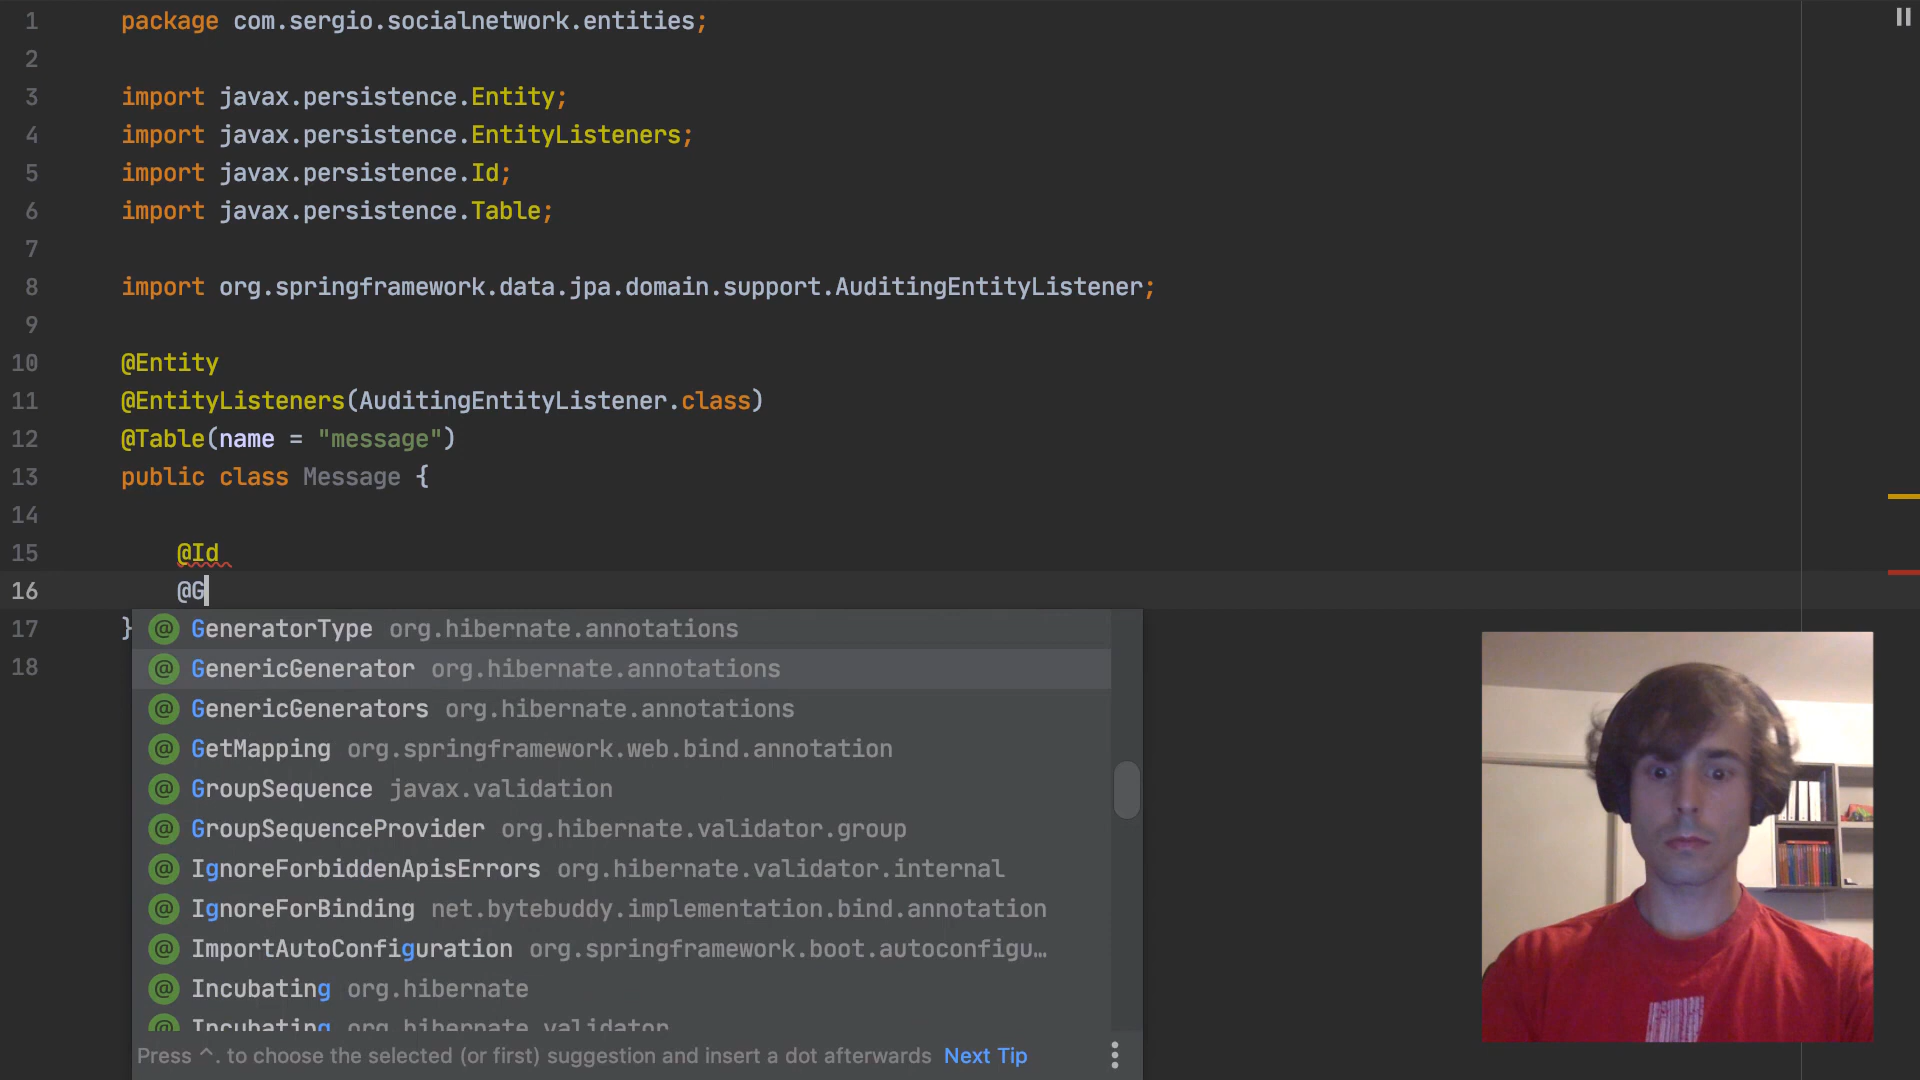 1 package com.sergio.socialnetwork.entities;
2
3 import javax.persistence.Entity;
4 import javax.persistence.EntityListeners;
5 import javax.persistence.Id;
6 import javax.persistence.Table;
7
8 import org.springframework.data.jpa.domain.support.AuditingEntityListener;
9
10 @Entity
11 @EntityListeners(AuditingEntityListener.class)
12 @Table(name = "message")
13 public class Message {
14
15 @Id
16 @G
17 }
18
@ GeneratorType org.hibernate.annotations
@ GenericGenerator org.hibernate.annotations
@ GenericGenerators org.hibernate.annotations
@ GetMapping org.springframework.web.bind.annotation
@ GroupSequence javax.validation
@ GroupSequenceProvider org.hibernate.validator.group
@ IgnoreForbiddenApisErrors org.hibernate.validator.internal
@ IgnoreForBinding net.bytebuddy.implementation.bind.annotation
@ ImportAutoConfiguration org.springframework.boot.autoconfigu…
@ Incubating org.hibernate
@ Incubating org.hibernate.validator
Press ^. to choose the selected (or first) suggestion and insert a dot afterwards Next Tip